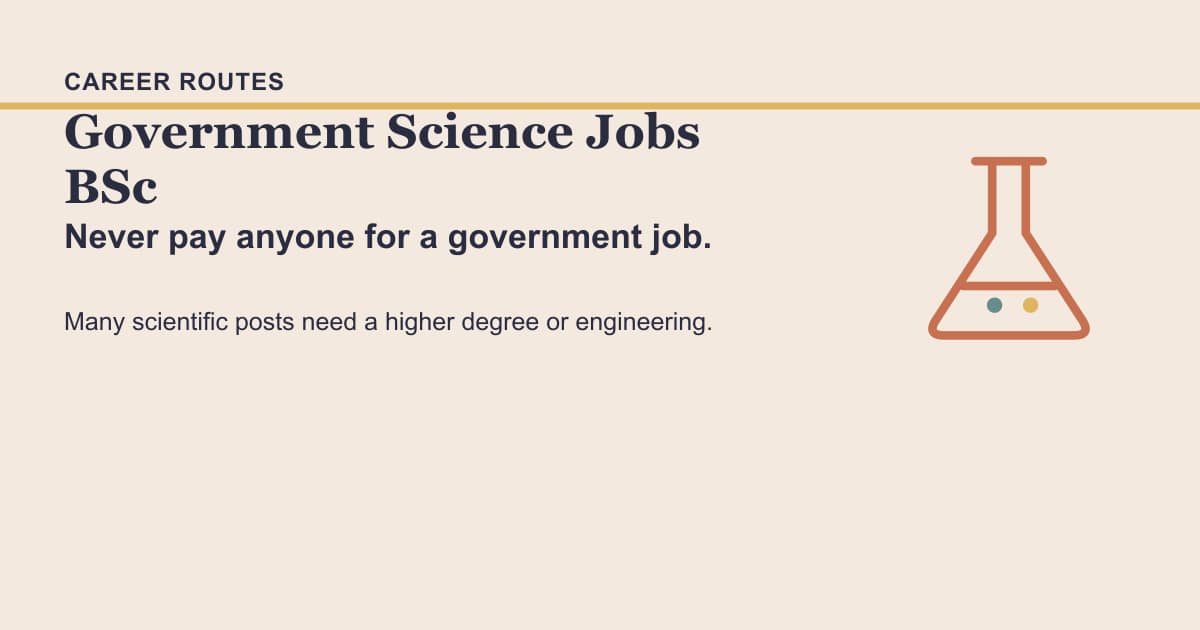 CAREER ROUTES
Government Science Jobs
BSc
Never pay anyone for a government job.
Many scientific posts need a higher degree or engineering.